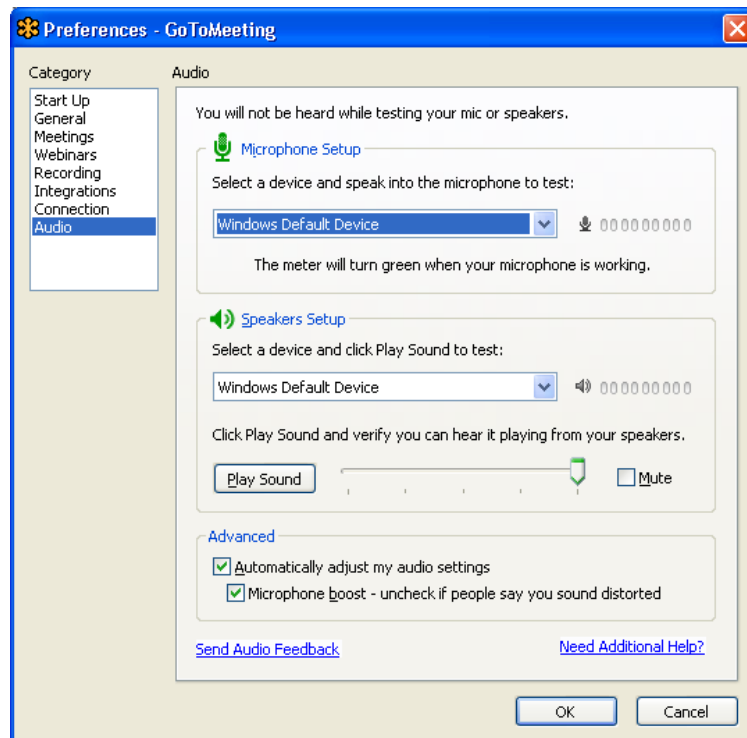 Preferences - GoToMeeting
Category
Start Up
General
Meetings
Webinars
Recording
Integrations
Connection
Audio
Audio
You will not be heard while testing your mic or speakers.
Microphone Setup
Select a device and speak into the microphone to test:
Windows Default Device
The meter will turn green when your microphone is working.
Speakers Setup
Select a device and click Play Sound to test:
Windows Default Device
Click Play Sound and verify you can hear it playing from your speakers.
Play Sound
Mute
Advanced
Automatically adjust my audio settings
Microphone boost - uncheck if people say you sound distorted
Send Audio Feedback
Need Additional Help?
OK
Cancel